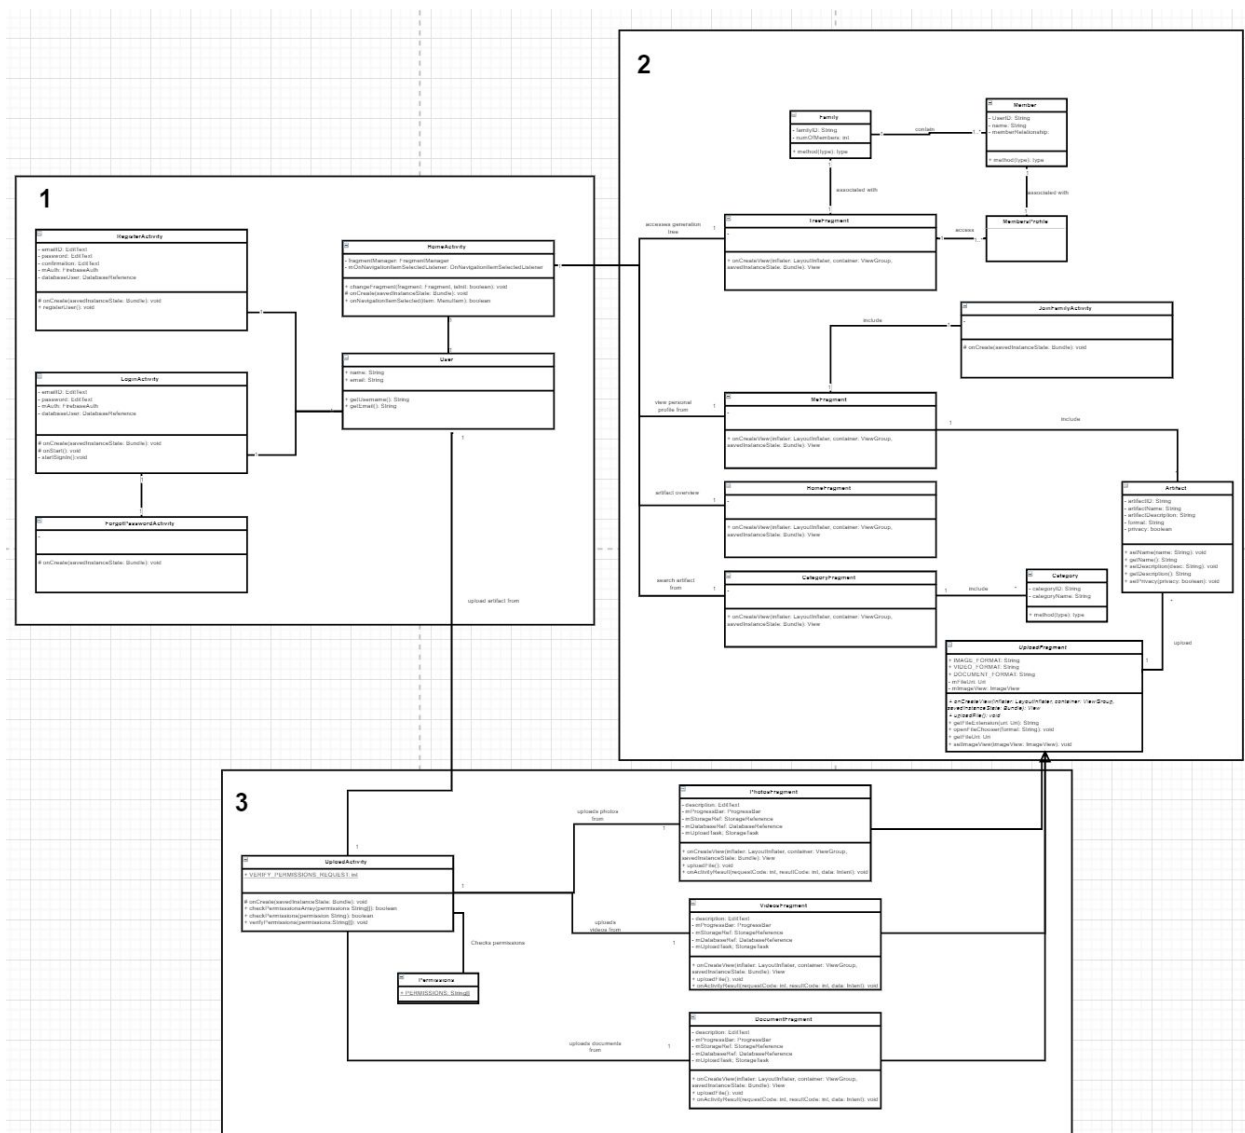 1
RegisterActivity
- emailID: EditText
- password: EditText
- confirmation: EditText
- mAuth: FirebaseAuth
- databaseUser: DatabaseReference
# onCreate(savedInstanceState: Bundle): void
+ registerUser(): void
HomeActivity
- fragmentManager: FragmentManager
- mOnNavigationItemSelectedListener: OnNavigationItemSelectedListener
+ changeFragment(fragment: Fragment, isInit: boolean): void
# onCreate(savedInstanceState: Bundle): void
+ onNavigationItemSelected(item: MenuItem): boolean
User
+ name: String
+ email: String
+ getUsername(): String
+ getEmail(): String
LoginActivity
- emailID: EditText
- password: EditText
- mAuth: FirebaseAuth
- databaseUser: DatabaseReference
# onCreate(savedInstanceState: Bundle): void
# onStart(): void
- startSignIn():void
ForgotPasswordActivity
-
# onCreate(savedInstanceState: Bundle): void
1
upload artifact from
2
Family
- familyID: String
- numOfMembers: int
+ method(type): type
contain
Member
- UserID: String
- name: String
- memberRelationship:
+ method(type): type
associated with
associated with
accesses generation
tree
1
TreeFragment
-
+ onCreateView(inflater: LayoutInflater, container: ViewGroup,
savedInstanceState: Bundle): View
access
MembersProfile
include
JoinFamilyActivity
-
# onCreate(savedInstanceState: Bundle): void
view personal
profile from
1
MeFragment
-
+ onCreateView(inflater: LayoutInflater, container: ViewGroup,
savedInstanceState: Bundle): View
1
include
artifact overview
1
HomeFragment
-
+ onCreateView(inflater: LayoutInflater, container: ViewGroup,
savedInstanceState: Bundle): View
Artifact
- artifactID: String
- artifactName: String
- artifactDescription: String
- format: String
- privacy: boolean
+ setName(name: String): void
+ getName(): String
+ setDescription(desc: String): void
+ getDescription(): String
+ setPrivacy(privacy: boolean): void
search artifact
from
1
CategoryFragment
-
+ onCreateView(inflater: LayoutInflater, container: ViewGroup,
savedInstanceState: Bundle): View
1
include
*
Category
- categoryID: String
- categoryName: String
+ method(type): type
*
upload
1
UploadFragment
+ IMAGE_FORMAT: String
+ VIDEO_FORMAT: String
+ DOCUMENT_FORMAT: String
- mFileUri: Uri
- mImageView: ImageView
+ onCreateView(inflater: LayoutInflater, container: ViewGroup,
savedInstanceState: Bundle): View
+ uploadFile(): void
+ getFileExtension(uri: Uri): String
+ openFileChooser(format: String): void
+ getFileUri: Uri
+ setImageView(imageView: ImageView): void
3
1
UploadActivity
+ VERIFY_PERMISSIONS_REQUEST: int
# onCreate(savedInstanceState: Bundle): void
+ checkPermissionsArray(permissions: String[]): boolean
+ checkPermissions(permission: String): boolean
+ verifyPermissions(permissions:String[]): void
1
Checks permissions
Permissions
+ PERMISSIONS: String[]
uploads photos
from
1
PhotosFragment
- description: EditText
- mProgressBar: ProgressBar
- mStorageRef: StorageReference
- mDatabaseRef: DatabaseReference
- mUploadTask: StorageTask
+ onCreateView(inflater: LayoutInflater, container: ViewGroup,
savedInstanceState: Bundle): View
+ uploadFile(): void
+ onActivityResult(requestCode: int, resultCode: int, data: Intent): void
uploads
videos from
1
VideosFragment
- description: EditText
- mProgressBar: ProgressBar
- mStorageRef: StorageReference
- mDatabaseRef: DatabaseReference
- mUploadTask: StorageTask
+ onCreateView(inflater: LayoutInflater, container: ViewGroup,
savedInstanceState: Bundle): View
+ uploadFile(): void
+ onActivityResult(requestCode: int, resultCode: int, data: Intent): void
uploads documents
from
1
DocumentFragment
- description: EditText
- mProgressBar: ProgressBar
- mStorageRef: StorageReference
- mDatabaseRef: DatabaseReference
- mUploadTask: StorageTask
+ onCreateView(inflater: LayoutInflater, container: ViewGroup,
savedInstanceState: Bundle): View
+ uploadFile(): void
+ onActivityResult(requestCode: int, resultCode: int, data: Intent): void